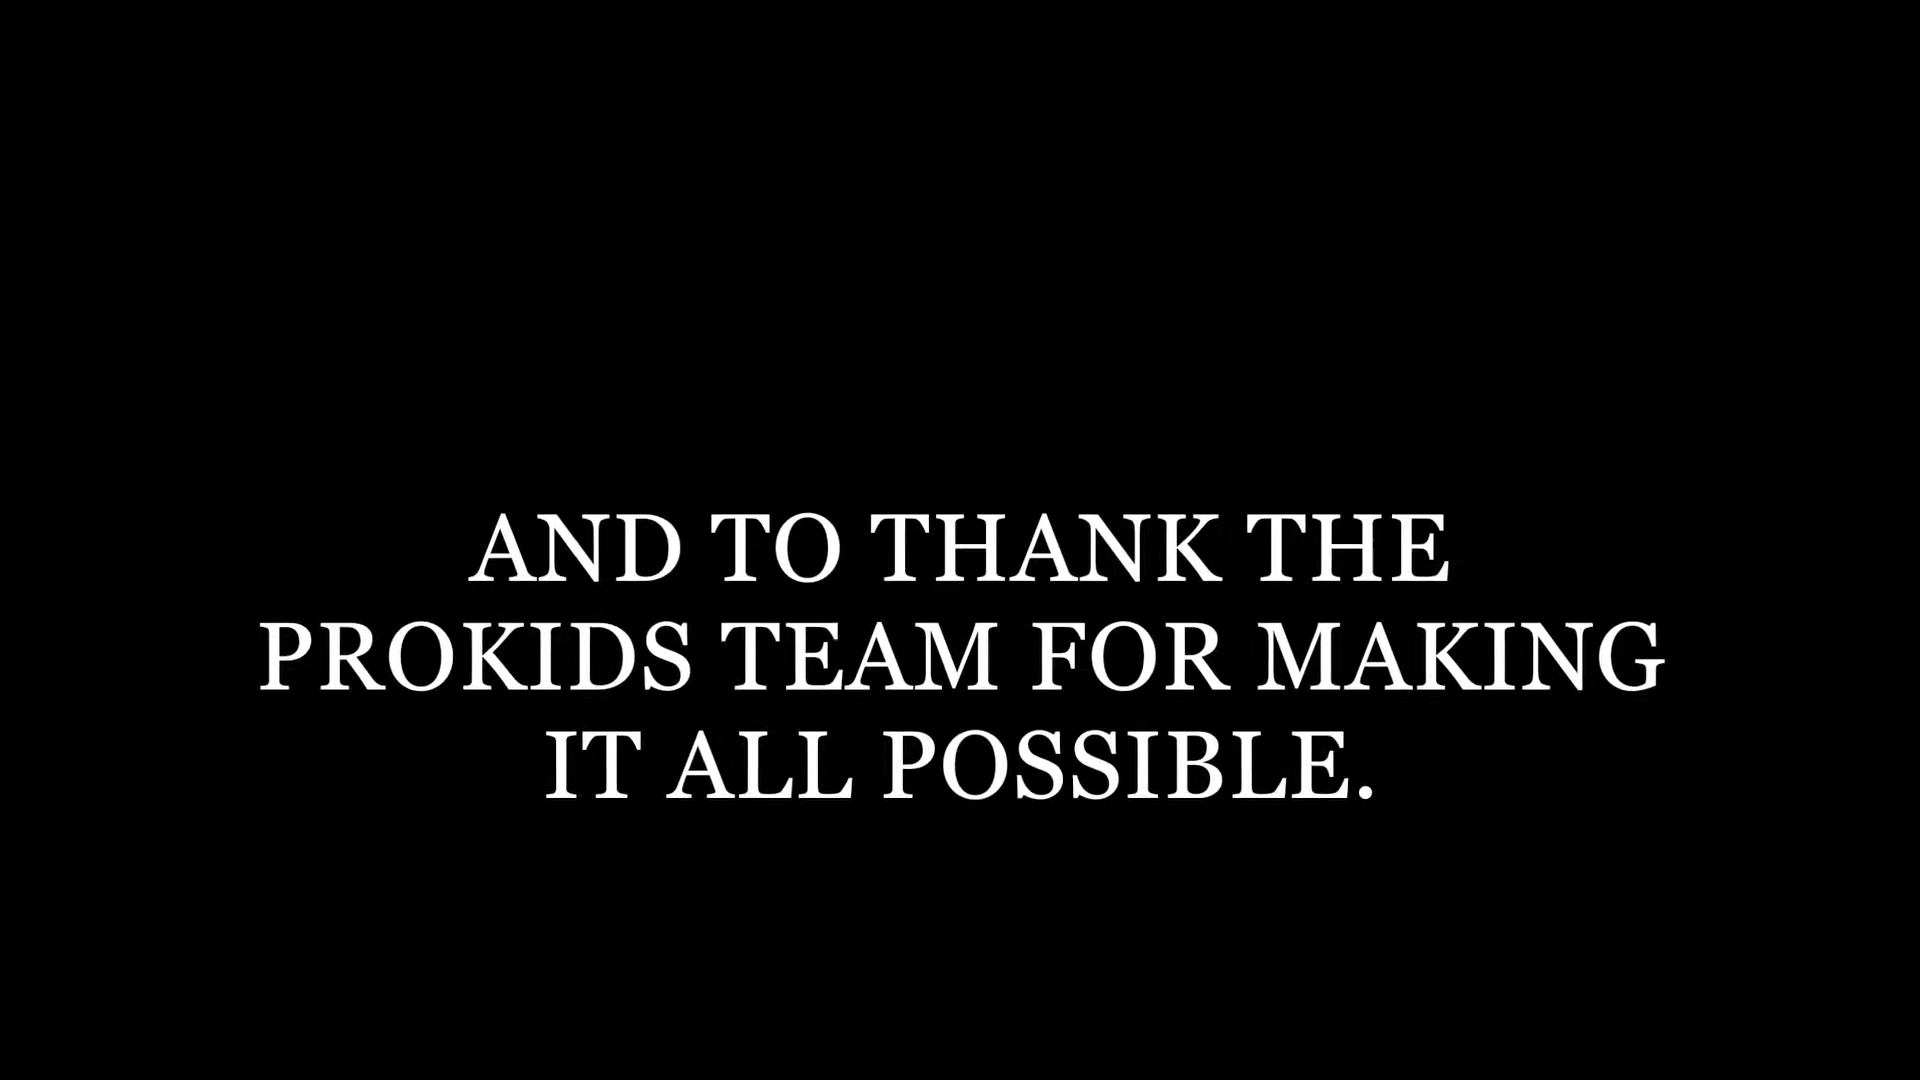 AND TO THANK THE
PROKIDS TEAM FOR MAKING
IT ALL POSSIBLE.